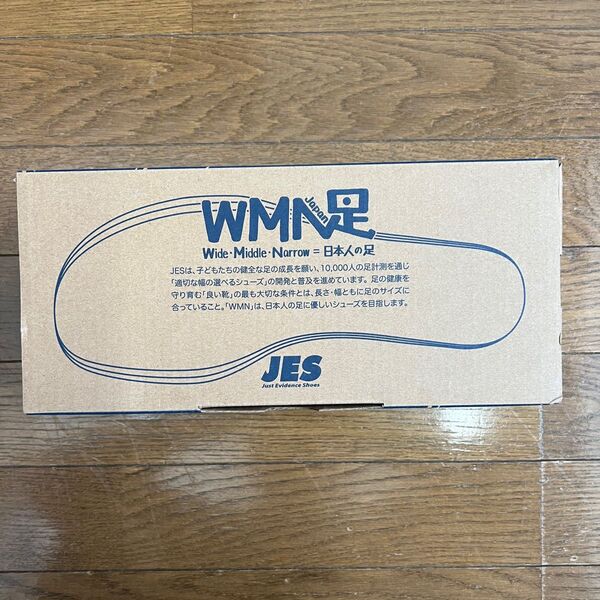 W・M・N足
Japan
Wide・Middle・Narrow = 日本人の足
JESは、子どもたちの健全な足の成長を願い、10,000人の足計測を通じ
「適切な幅の選べるシューズ」の開発と普及を進めています。足の健康を
守り育む「良い靴」の最も大切な条件とは、長さ・幅ともに足のサイズに
合っていること。「WMN」は、日本人の足に優しいシューズを目指します。
JES
Just Evidence Shoes